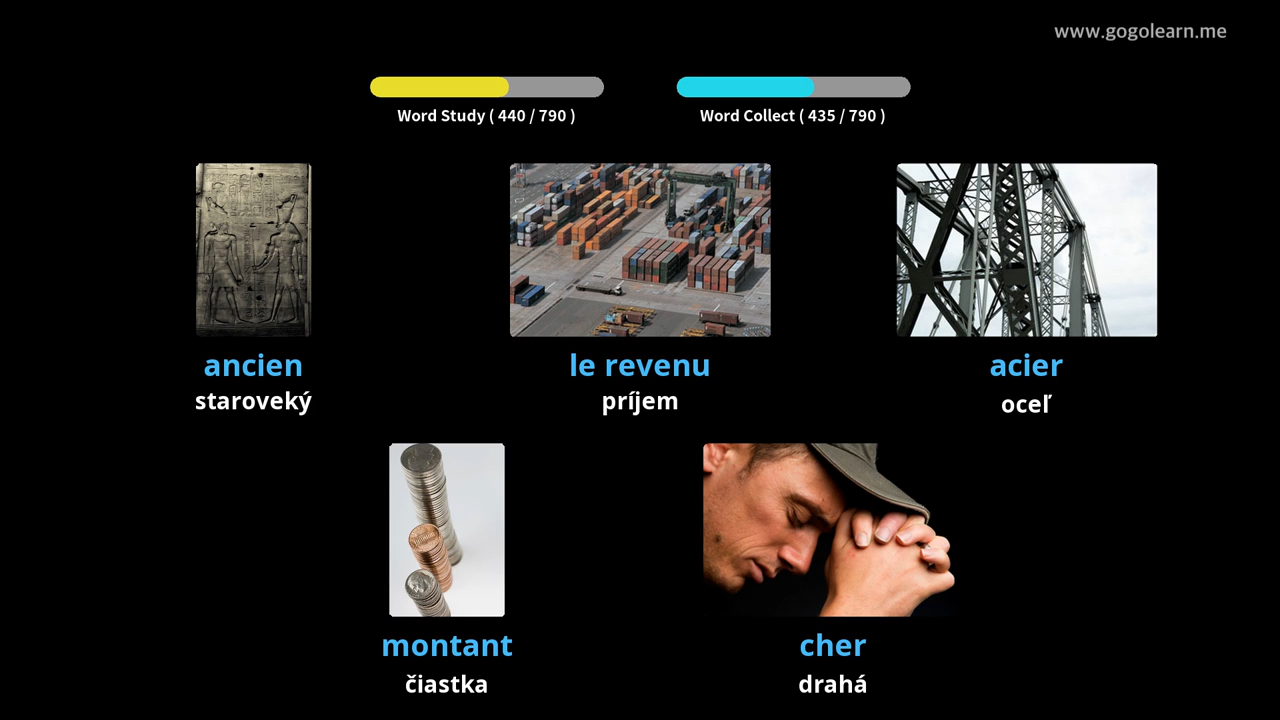 www.gogolearn.me
Word Study ( 440 / 790 )
Word Collect ( 435 / 790 )
ancien
staroveký
le revenu
príjem
acier
oceľ
montant
čiastka
cher
drahá